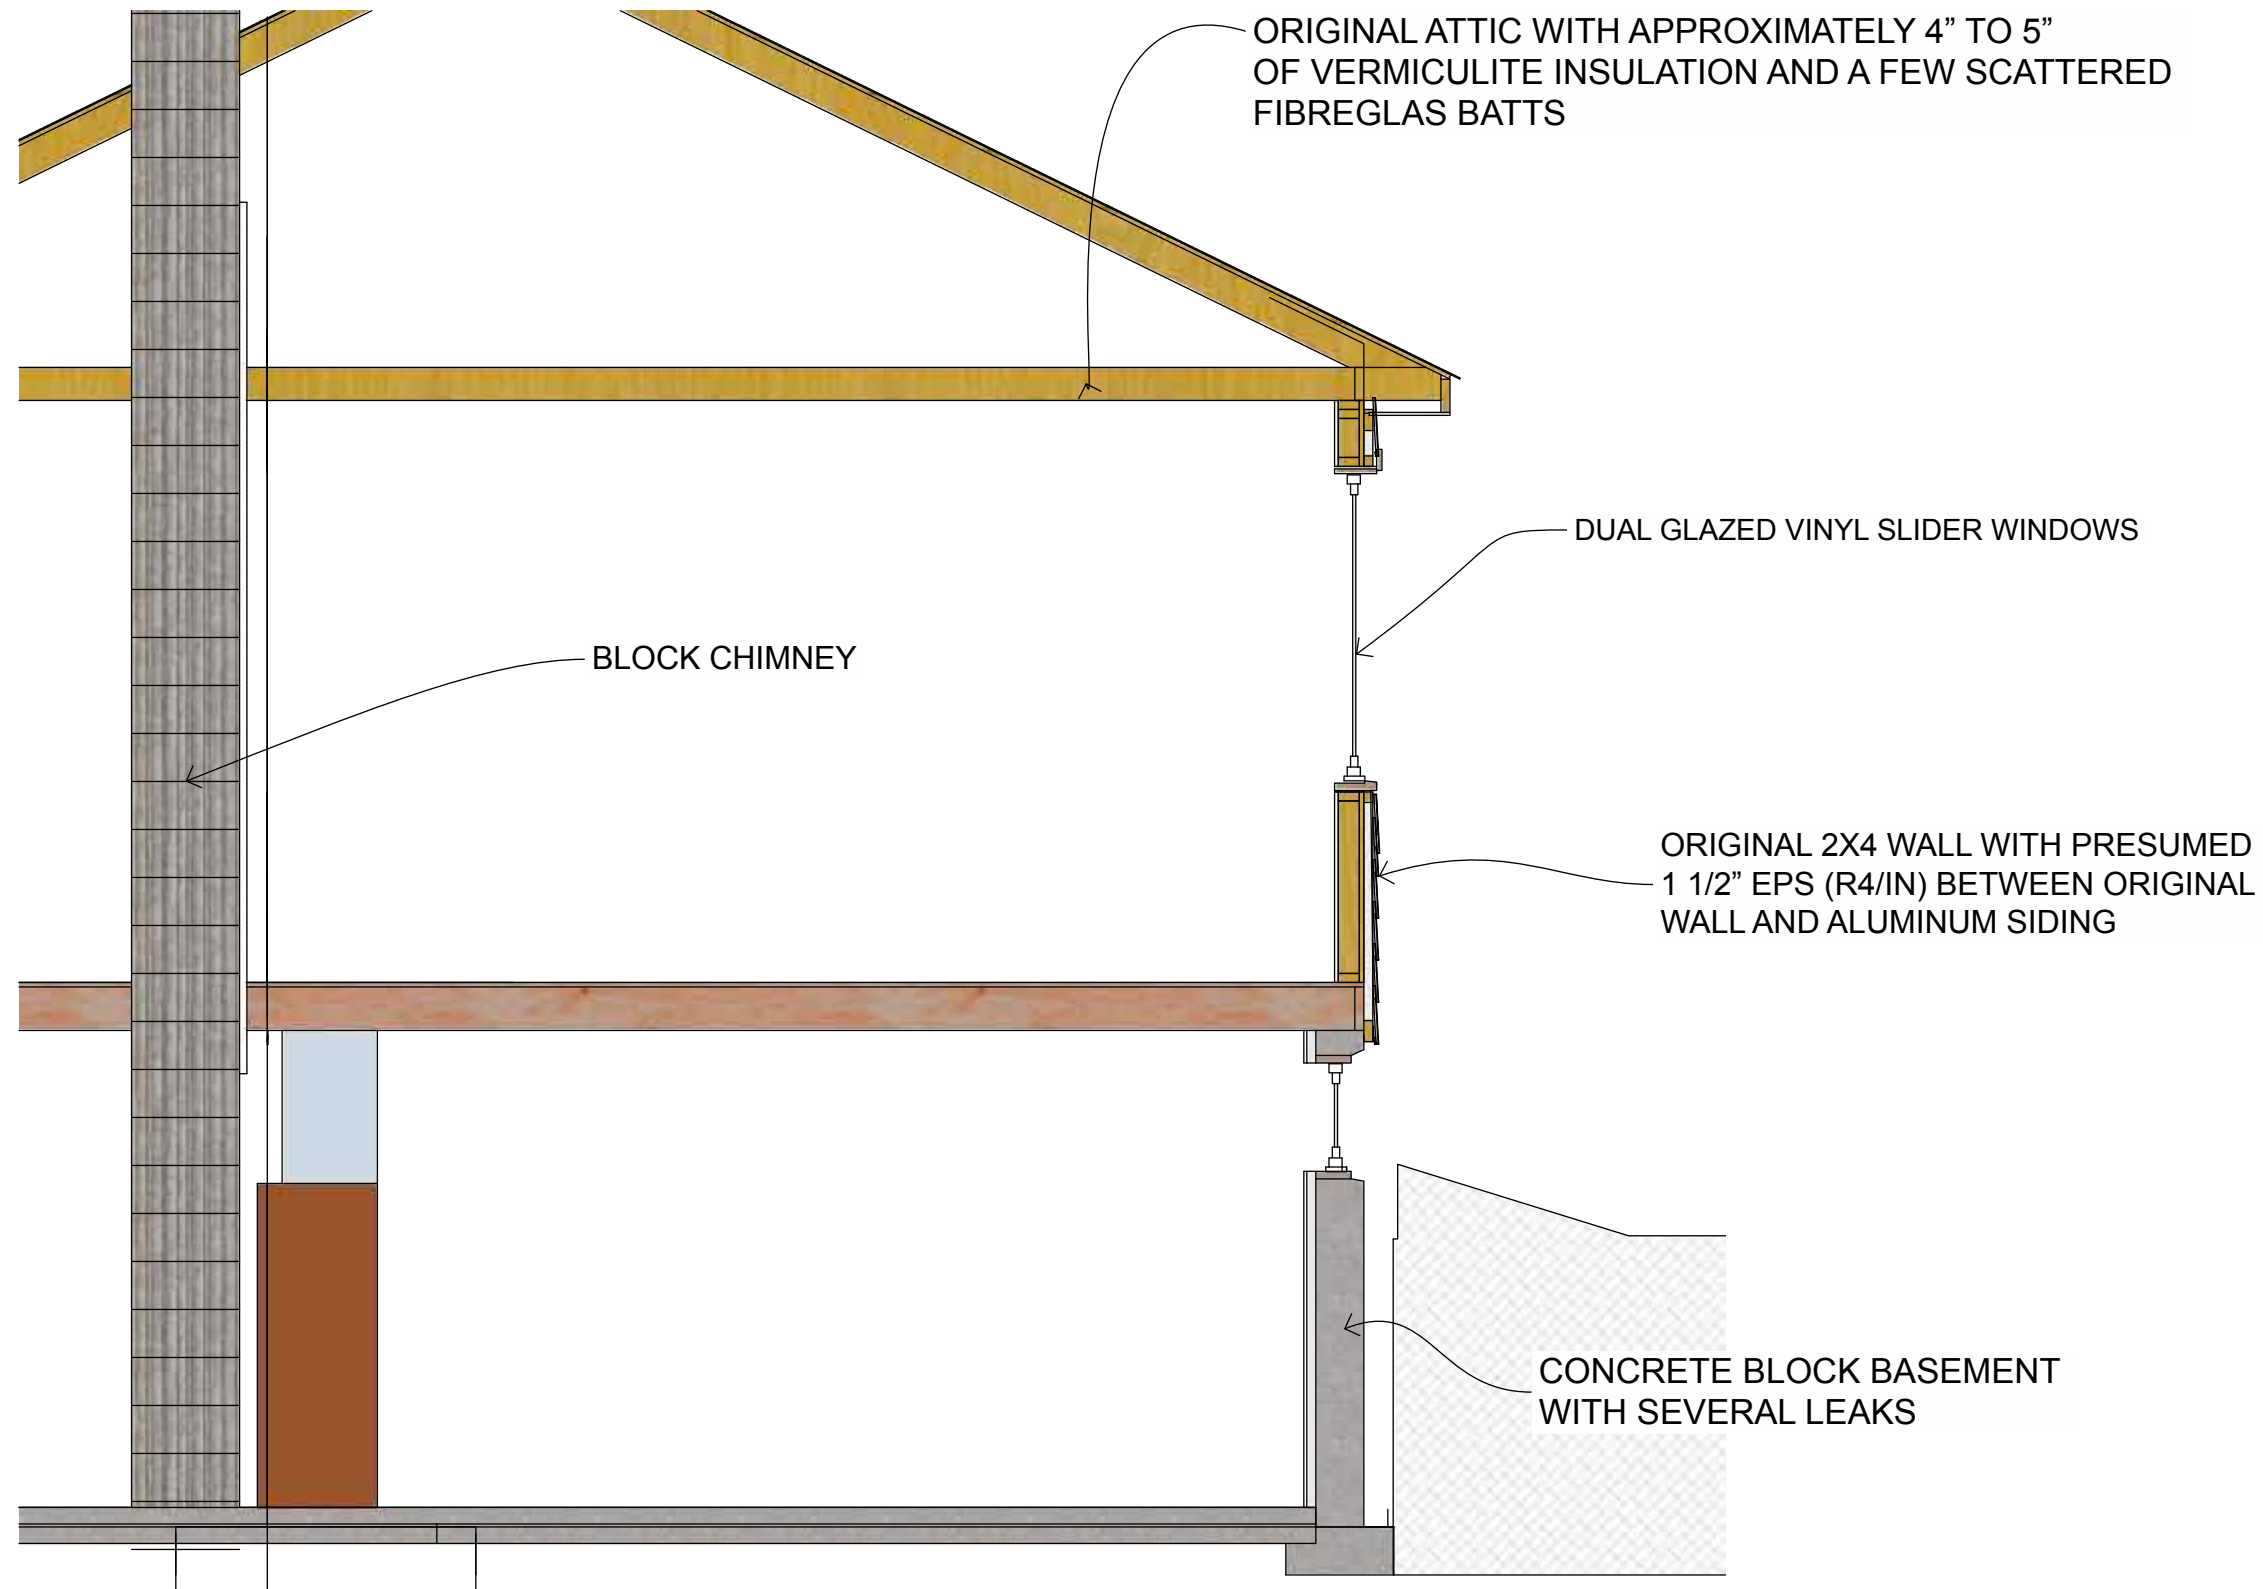 ORIGINAL ATTIC WITH APPROXIMATELY 4” TO 5”
OF VERMICULITE INSULATION AND A FEW SCATTERED
FIBREGLAS BATTS
DUAL GLAZED VINYL SLIDER WINDOWS
BLOCK CHIMNEY
ORIGINAL 2X4 WALL WITH PRESUMED
1 1/2” EPS (R4/IN) BETWEEN ORIGINAL
WALL AND ALUMINUM SIDING
CONCRETE BLOCK BASEMENT
WITH SEVERAL LEAKS